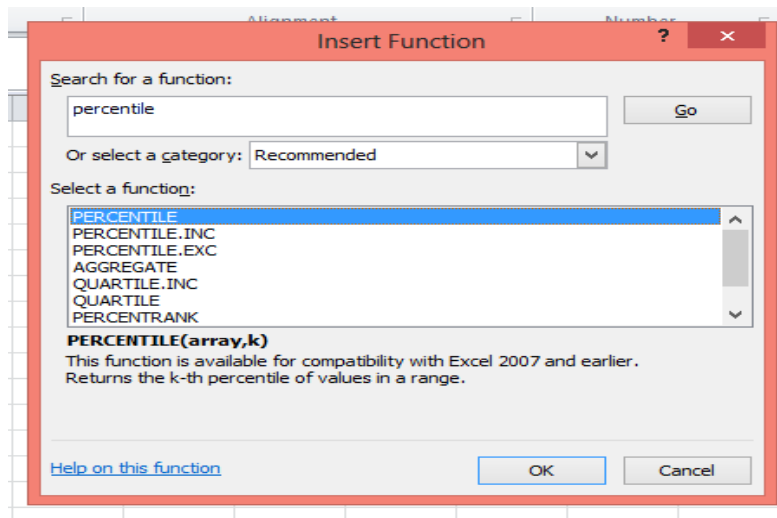 Alignment
Number
Insert Function
? ×
Search for a function:
percentile
Go
Or select a category: Recommended
Select a function:
PERCENTILE
PERCENTILE.INC
PERCENTILE.EXC
AGGREGATE
QUARTILE.INC
QUARTILE
PERCENTRANK
PERCENTILE(array,k)
This function is available for compatibility with Excel 2007 and earlier.
Returns the k-th percentile of values in a range.
Help on this function
OK
Cancel